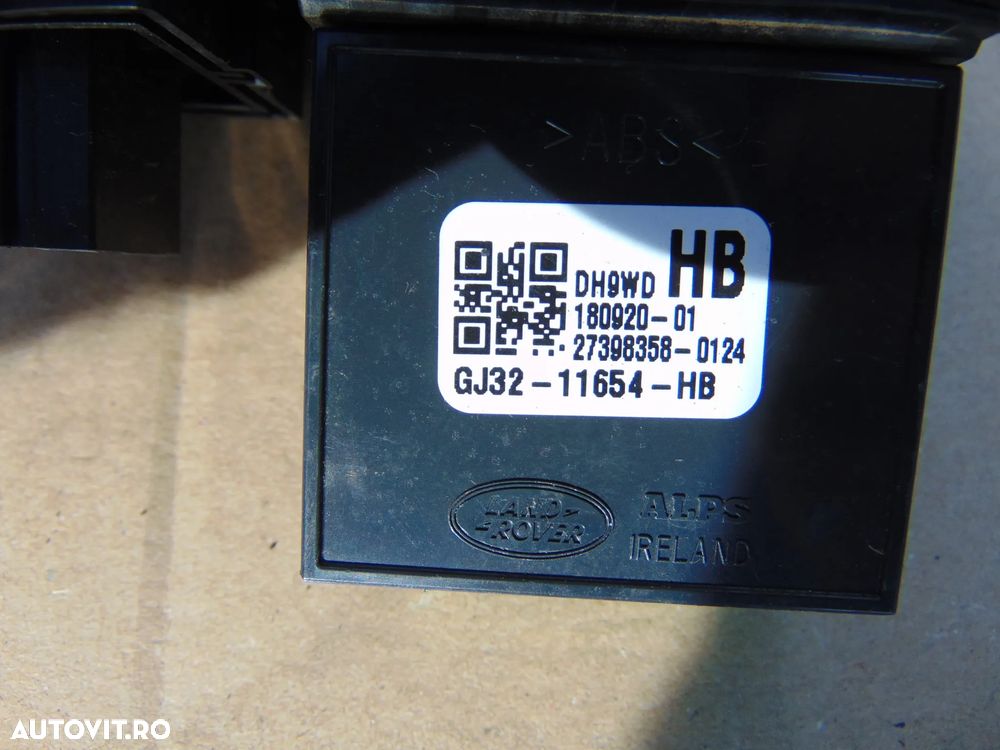 >ABS<
DH9WD HB
180920-01
27398358-0124
GJ32-11654-HB
LAND-
-ROVER
ALPS
IRELAND
AUTOVIT.RO